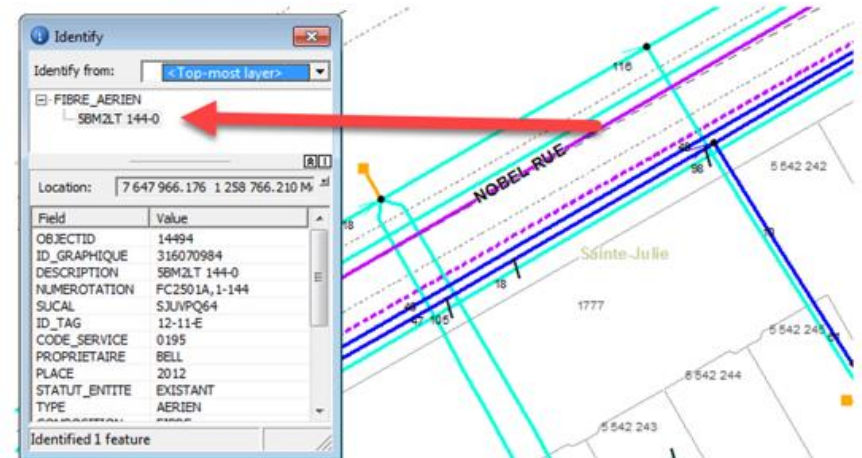 Identify
Identify from: <Top-most layer>
FIBRE_AERIEN
5BM2LT 144-0
Location: 7 647 966.176 1 258 766.210 M
Field Value
OBJECTID 14494
ID_GRAPHIQUE 316070984
DESCRIPTION 5BM2LT 144-0
NUMEROTATION FC2501A,1-144
SUCAL SJUVPQ64
ID_TAG 12-11-E
CODE_SERVICE 0195
PROPRIETAIRE BELL
PLACE 2012
STATUT_ENTITE EXISTANT
TYPE AERIEN
Identified 1 feature
116
NOBEL RUE
98
5 542 242
18
Sainte-Julie
18
1777
47
5 542 245
5 542 244
5 542 243